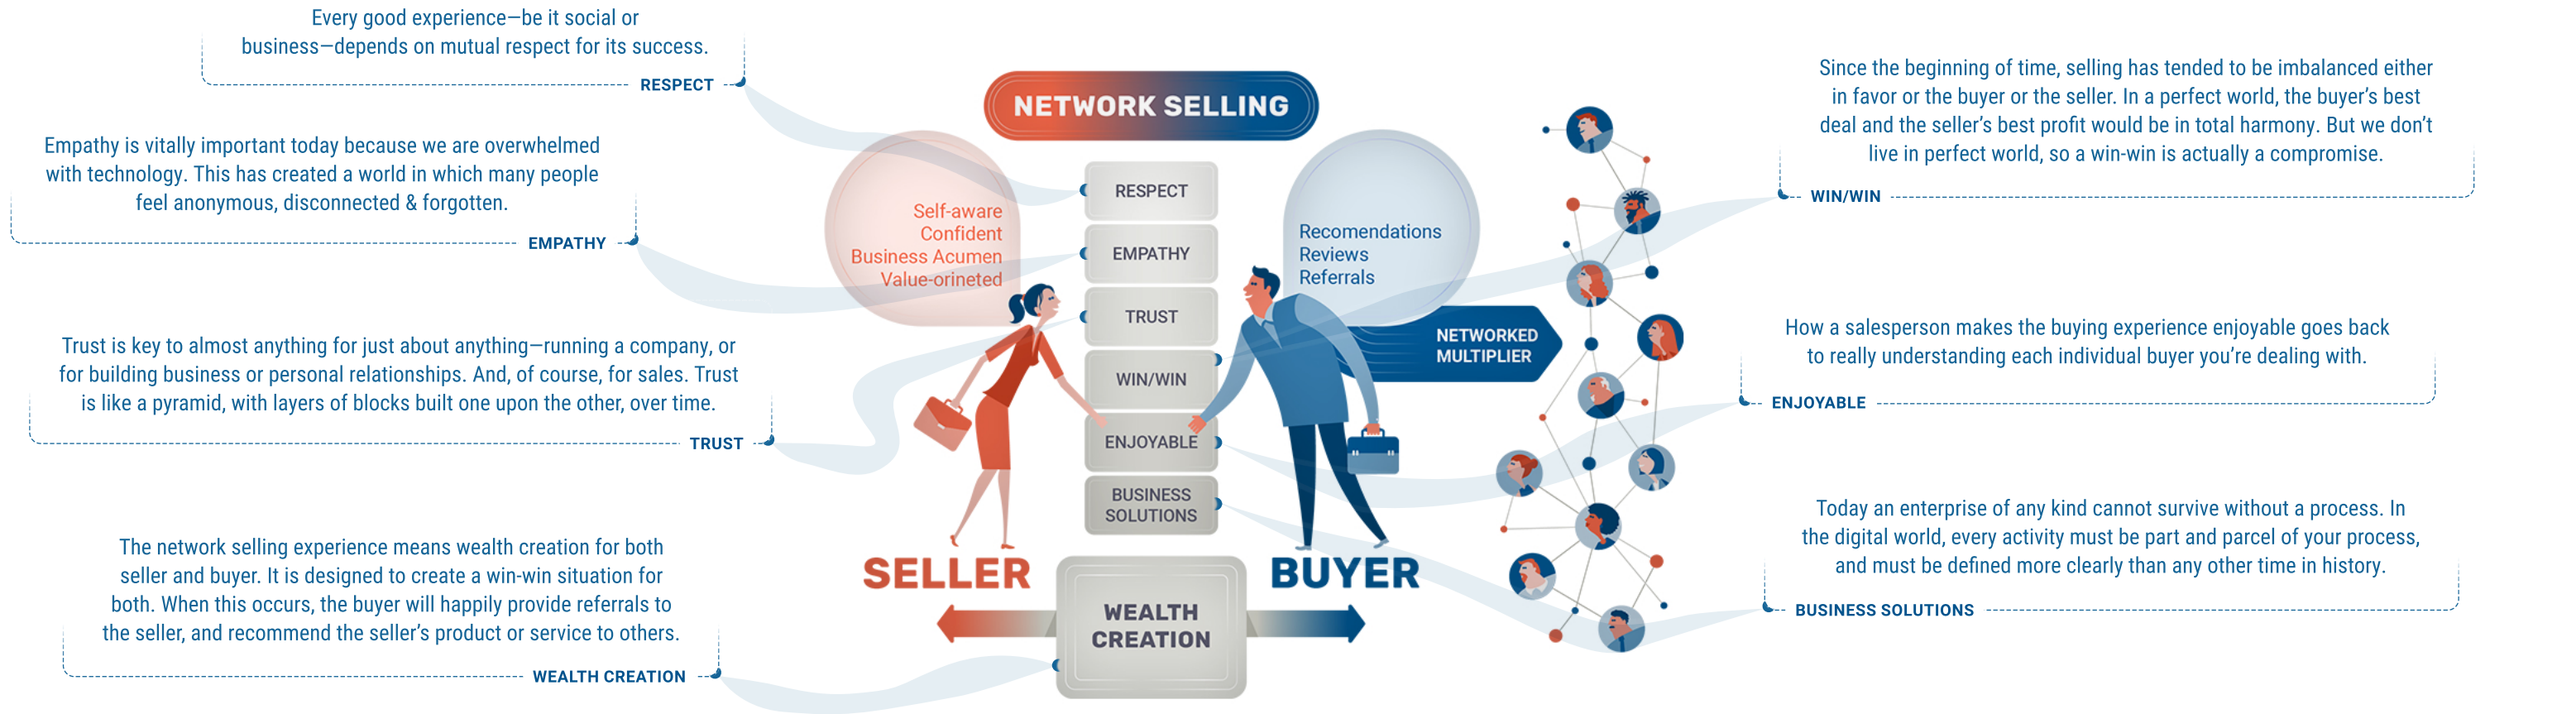 Every good experience—be it social or
business—depends on mutual respect for its success.
RESPECT
Empathy is vitally important today because we are overwhelmed
with technology. This has created a world in which many people
feel anonymous, disconnected & forgotten.
EMPATHY
Trust is key to almost anything for just about anything—running a company, or
for building business or personal relationships. And, of course, for sales. Trust
is like a pyramid, with layers of blocks built one upon the other, over time.
TRUST
The network selling experience means wealth creation for both
seller and buyer. It is designed to create a win-win situation for
both. When this occurs, the buyer will happily provide referrals to
the seller, and recommend the seller's product or service to others.
WEALTH CREATION
NETWORK SELLING
Self-aware
Confident
Business Acumen
Value-orineted
RESPECT
EMPATHY
TRUST
WIN/WIN
ENJOYABLE
BUSINESS
SOLUTIONS
Recomendations
Reviews
Referrals
NETWORKED
MULTIPLIER
SELLER
BUYER
WEALTH
CREATION
Since the beginning of time, selling has tended to be imbalanced either
in favor or the buyer or the seller. In a perfect world, the buyer's best
deal and the seller's best profit would be in total harmony. But we don't
live in perfect world, so a win-win is actually a compromise.
WIN/WIN
How a salesperson makes the buying experience enjoyable goes back
to really understanding each individual buyer you're dealing with.
ENJOYABLE
Today an enterprise of any kind cannot survive without a process. In
the digital world, every activity must be part and parcel of your process,
and must be defined more clearly than any other time in history.
BUSINESS SOLUTIONS